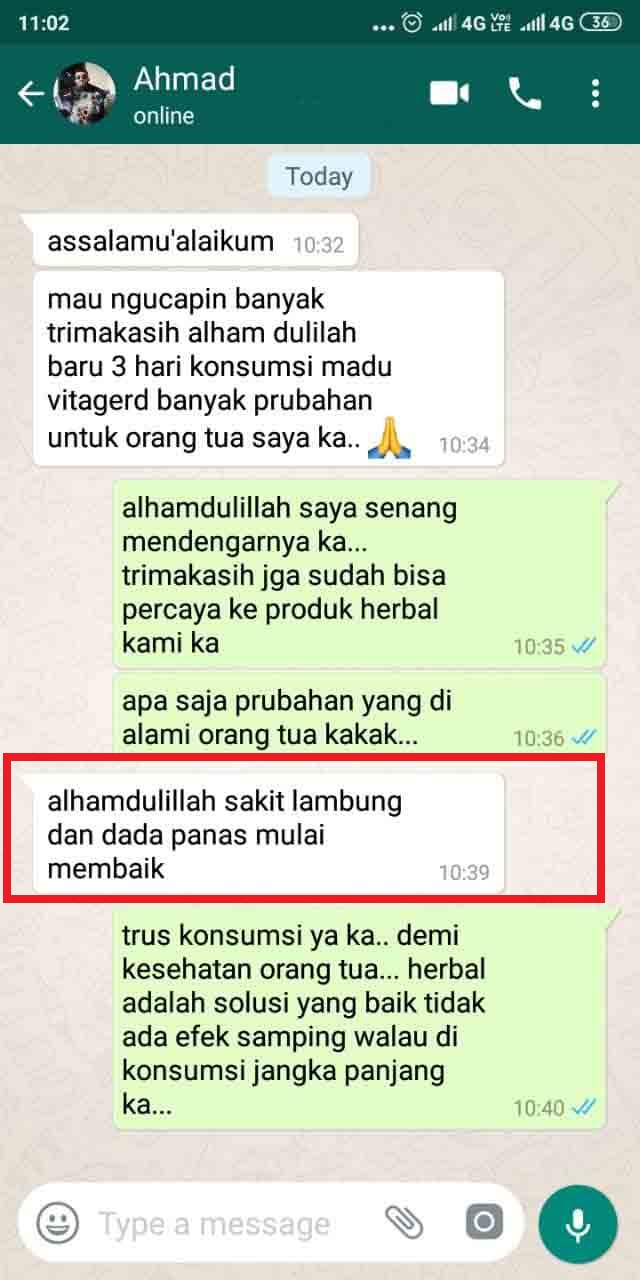 11:02
4G VoLTE 4G 36
Ahmad
online
Today
assalamu'alaikum 10:32
mau ngucapin banyak
trimakasih alham dulilah
baru 3 hari konsumsi madu
vitagerd banyak prubahan
untuk orang tua saya ka.. 🙏 10:34
alhamdulillah saya senang
mendengarnya ka...
trimakasih jga sudah bisa
percaya ke produk herbal
kami ka 10:35
apa saja prubahan yang di
alami orang tua kakak... 10:36
alhamdulillah sakit lambung
dan dada panas mulai
membaik 10:39
trus konsumsi ya ka.. demi
kesehatan orang tua... herbal
adalah solusi yang baik tidak
ada efek samping walau di
konsumsi jangka panjang
ka... 10:40
Type a message